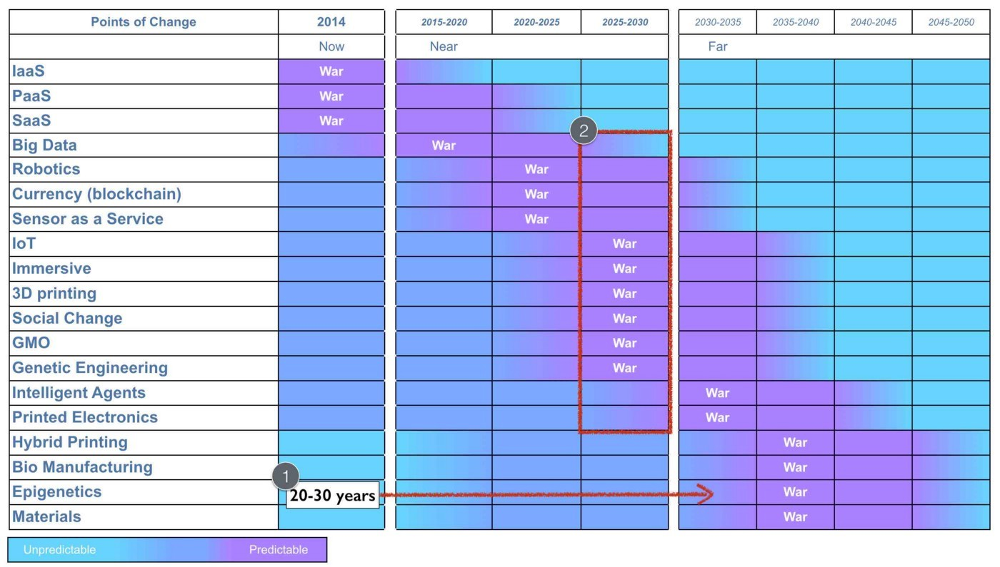 Points of Change 2014 2015-2020 2020-2025 2025-2030 2030-2035 2035-2040 2040-2045 2045-2050
Now Near Far
IaaS War
PaaS War
SaaS War
2
Big Data War
Robotics War
Currency (blockchain) War
Sensor as a Service War
IoT War
Immersive War
3D printing War
Social Change War
GMO War
Genetic Engineering War
Intelligent Agents War
Printed Electronics War
Hybrid Printing War
Bio Manufacturing War
1
Epigenetics 20-30 years War
Materials War
Unpredictable Predictable